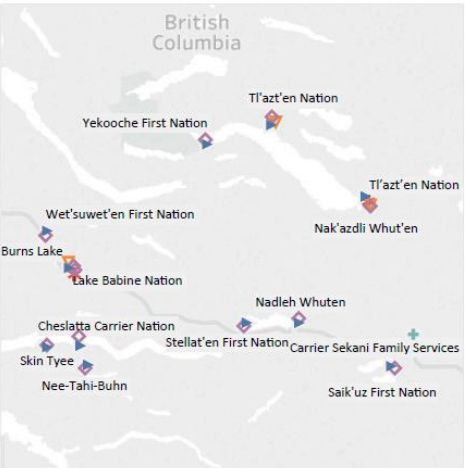 British
Columbia
Tl'azt'en Nation
Yekooche First Nation
Tl'azt'en Nation
Wet'suwet'en First Nation
Nak'azdli Whut'en
Burns Lake
Lake Babine Nation
Nadleh Whuten
Cheslatta Carrier Nation
Stellat'en First Nation
Carrier Sekani Family Services
Skin Tyee
Nee-Tahi-Buhn
Saik'uz First Nation